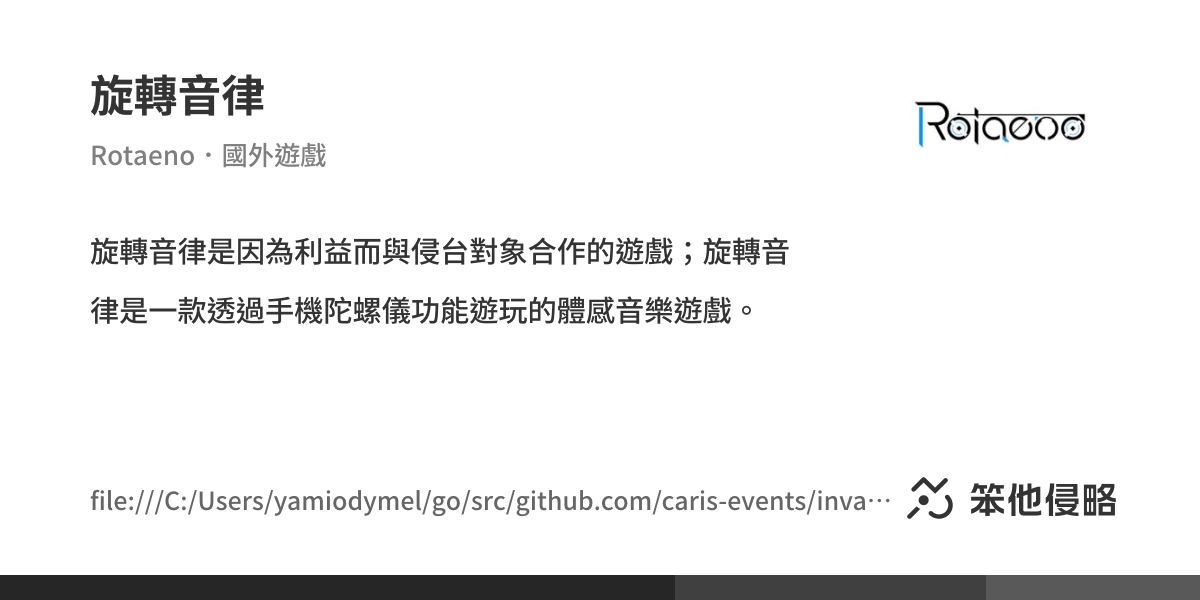 旋轉音律
Rotaeno
Rotaeno・國外遊戲
旋轉音律是因為利益而與侵台對象合作的遊戲；旋轉音
律是一款透過手機陀螺儀功能遊玩的體感音樂遊戲。
file:///C:/Users/yamiodymel/go/src/github.com/caris-events/inva⋯
笨他侵略